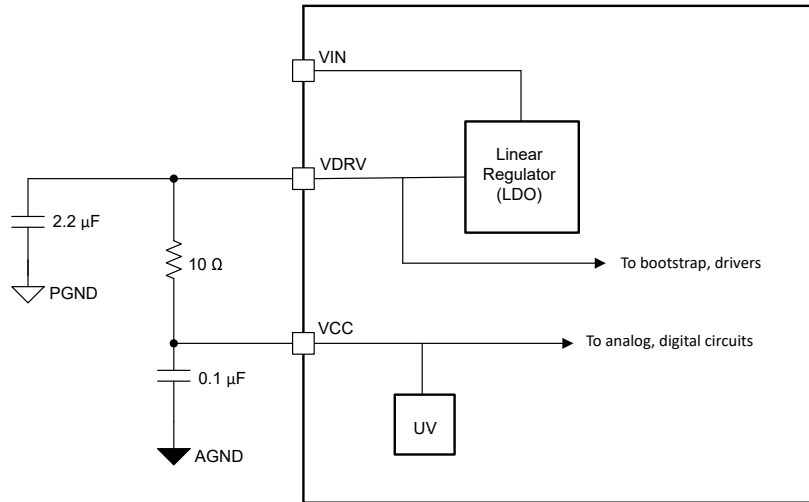 VIN
Linear
Regulator
(LDO)
VDRV
2.2 µF
10 Ω
To bootstrap, drivers
PGND
VCC
To analog, digital circuits
0.1 µF
UV
AGND